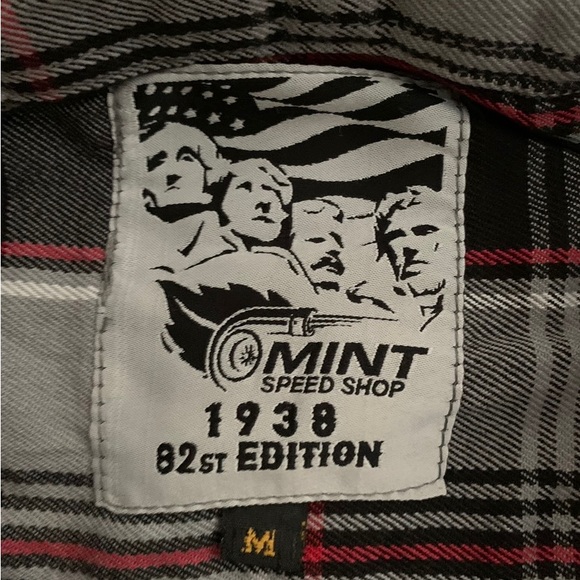 MINT
SPEED SHOP
1938
82ST EDITION
M